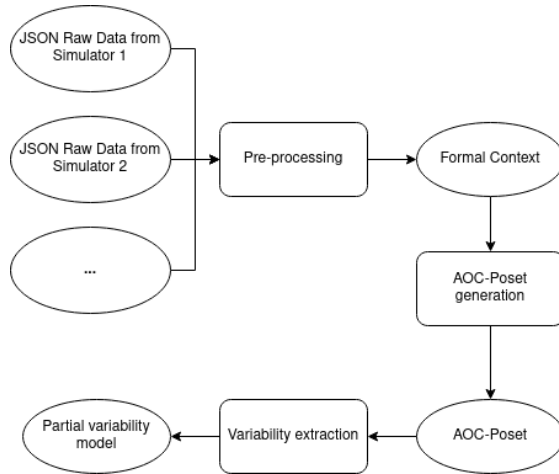 JSON Raw Data from
Simulator 1
JSON Raw Data from
Simulator 2
Pre-processing
Formal Context
...
AOC-Poset
generation
Partial variability
model
Variability extraction
AOC-Poset